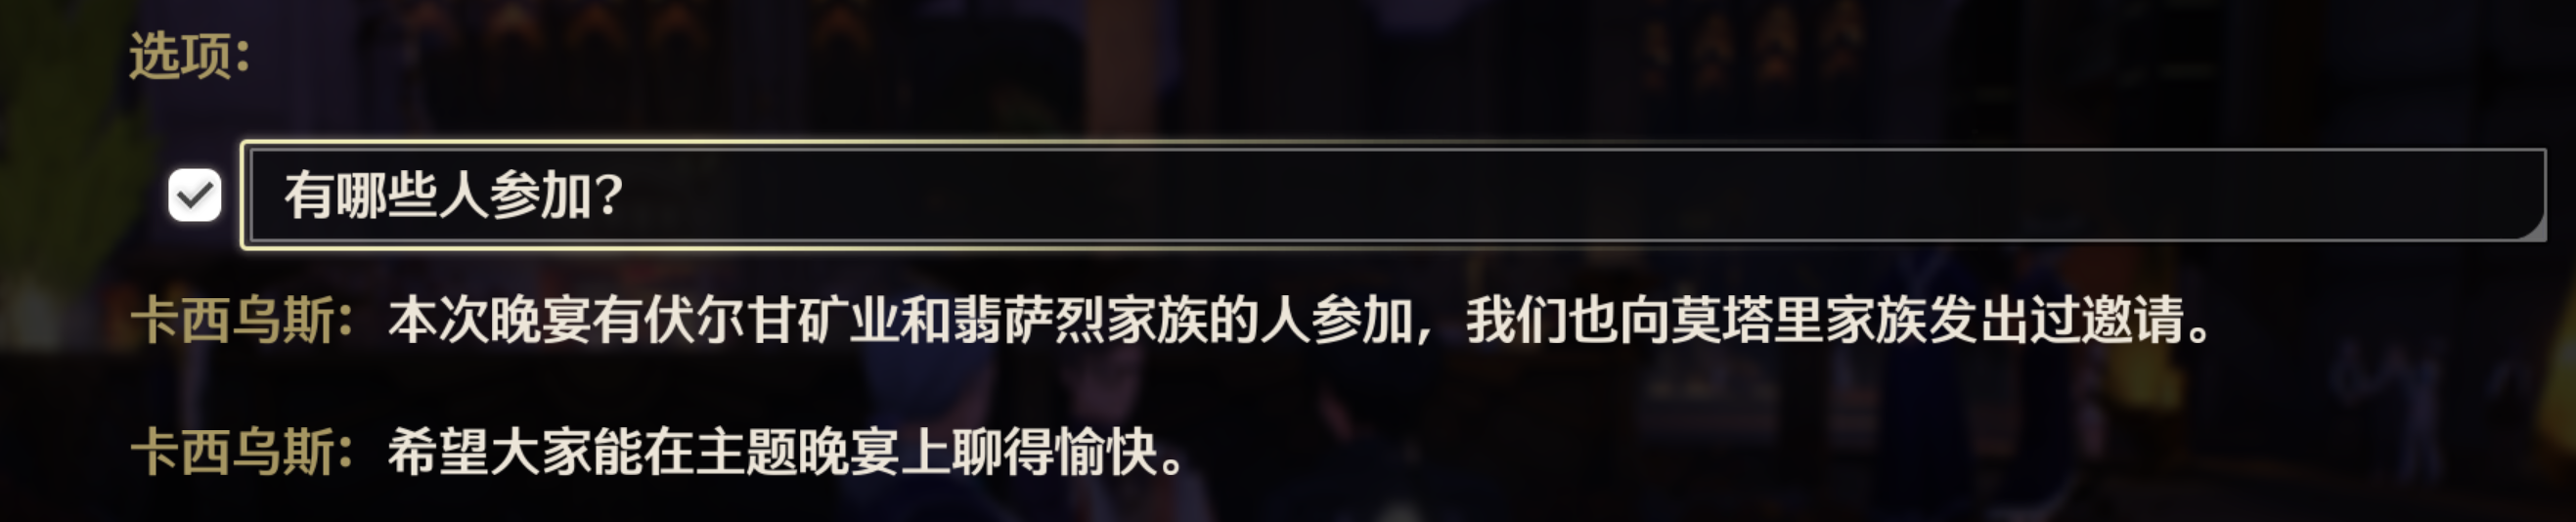 选项：
有哪些人参加？
卡西乌斯：本次晚宴有伏尔甘矿业和翡萨烈家族的人参加，我们也向莫塔里家族发出过邀请。
卡西乌斯：希望大家能在主题晚宴上聊得愉快。